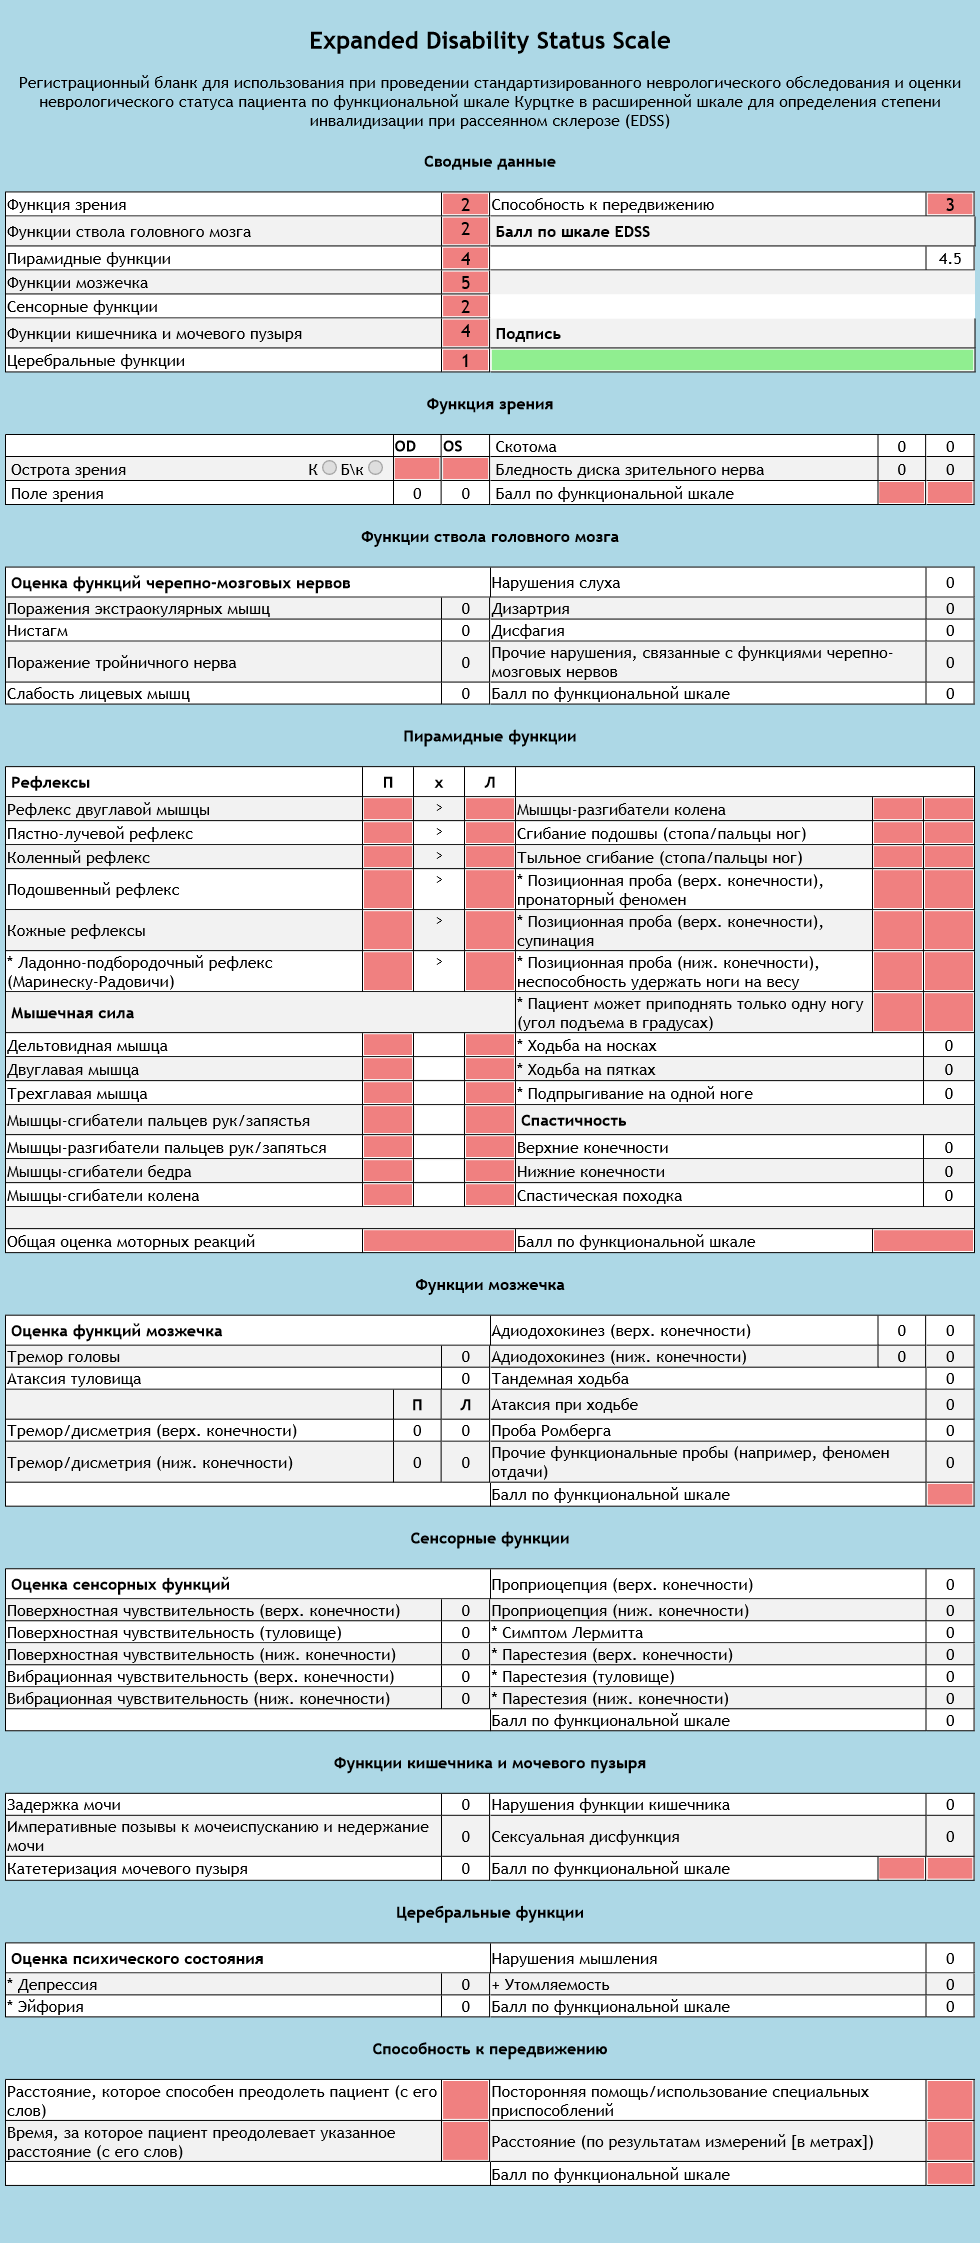 Expanded Disability Status Scale
Регистрационный бланк для использования при проведении стандартизированного неврологического обследования и оценки
неврологического статуса пациента по функциональной шкале Курцтке в расширенной шкале для определения степени
инвалидизации при рассеянном склерозе (EDSS)
Сводные данные
Функция зрения 2 Способность к передвижению 3
Функции ствола головного мозга 2 Балл по шкале EDSS
Пирамидные функции 4 4.5
Функции мозжечка 5
Сенсорные функции 2
Функции кишечника и мочевого пузыря 4 Подпись
Церебральные функции 1
Функция зрения
OD OS Скотома 0 0
Острота зрения К Б\к Бледность диска зрительного нерва 0 0
Поле зрения 0 0 Балл по функциональной шкале
Функции ствола головного мозга
Оценка функций черепно-мозговых нервов Нарушения слуха 0
Поражения экстраокулярных мышц 0 Дизартрия 0
Нистагм 0 Дисфагия 0
Поражение тройничного нерва 0 Прочие нарушения, связанные с функциями черепно-
мозговых нервов 0
Слабость лицевых мышц 0 Балл по функциональной шкале 0
Пирамидные функции
Рефлексы П x Л
Рефлекс двуглавой мышцы > Мышцы-разгибатели колена
Пястно-лучевой рефлекс > Сгибание подошвы (стопа/пальцы ног)
Коленный рефлекс > Тыльное сгибание (стопа/пальцы ног)
Подошвенный рефлекс > * Позиционная проба (верх. конечности),
пронаторный феномен
Кожные рефлексы > * Позиционная проба (верх. конечности),
супинация
* Ладонно-подбородочный рефлекс > * Позиционная проба (ниж. конечности),
(Маринеску-Радовичи) неспособность удержать ноги на весу
Мышечная сила * Пациент может приподнять только одну ногу
(угол подъема в градусах)
Дельтовидная мышца * Ходьба на носках 0
Двуглавая мышца * Ходьба на пятках 0
Трехглавая мышца * Подпрыгивание на одной ноге 0
Мышцы-сгибатели пальцев рук/запястья Спастичность
Мышцы-разгибатели пальцев рук/запяться Верхние конечности 0
Мышцы-сгибатели бедра Нижние конечности 0
Мышцы-сгибатели колена Спастическая походка 0
Общая оценка моторных реакций Балл по функциональной шкале
Функции мозжечка
Оценка функций мозжечка Адиодохокинез (верх. конечности) 0 0
Тремор головы 0 Адиодохокинез (ниж. конечности) 0 0
Атаксия туловища 0 Тандемная ходьба 0
П Л Атаксия при ходьбе 0
Тремор/дисметрия (верх. конечности) 0 0 Проба Ромберга 0
Тремор/дисметрия (ниж. конечности) 0 0 Прочие функциональные пробы (например, феномен
отдачи) 0
Балл по функциональной шкале
Сенсорные функции
Оценка сенсорных функций Проприоцепция (верх. конечности) 0
Поверхностная чувствительность (верх. конечности) 0 Проприоцепция (ниж. конечности) 0
Поверхностная чувствительность (туловище) 0 * Симптом Лермитта 0
Поверхностная чувствительность (ниж. конечности) 0 * Парестезия (верх. конечности) 0
Вибрационная чувствительность (верх. конечности) 0 * Парестезия (туловище) 0
Вибрационная чувствительность (ниж. конечности) 0 * Парестезия (ниж. конечности) 0
Балл по функциональной шкале 0
Функции кишечника и мочевого пузыря
Задержка мочи 0 Нарушения функции кишечника 0
Императивные позывы к мочеиспусканию и недержание
мочи 0 Сексуальная дисфункция 0
Катетеризация мочевого пузыря 0 Балл по функциональной шкале
Церебральные функции
Оценка психического состояния Нарушения мышления 0
* Депрессия 0 + Утомляемость 0
* Эйфория 0 Балл по функциональной шкале 0
Способность к передвижению
Расстояние, которое способен преодолеть пациент (с его Посторонняя помощь/использование специальных
слов) приспособлений
Время, за которое пациент преодолевает указанное
расстояние (с его слов) Расстояние (по результатам измерений [в метрах])
Балл по функциональной шкале